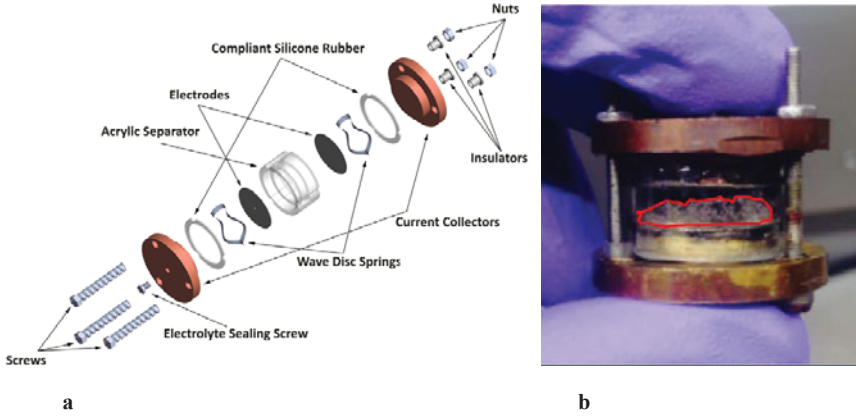 Nuts
Compliant Silicone Rubber
Electrodes
Acrylic Separator
Insulators
Current Collectors
Wave Disc Springs
Electrolyte Sealing Screw
Screws
a
b